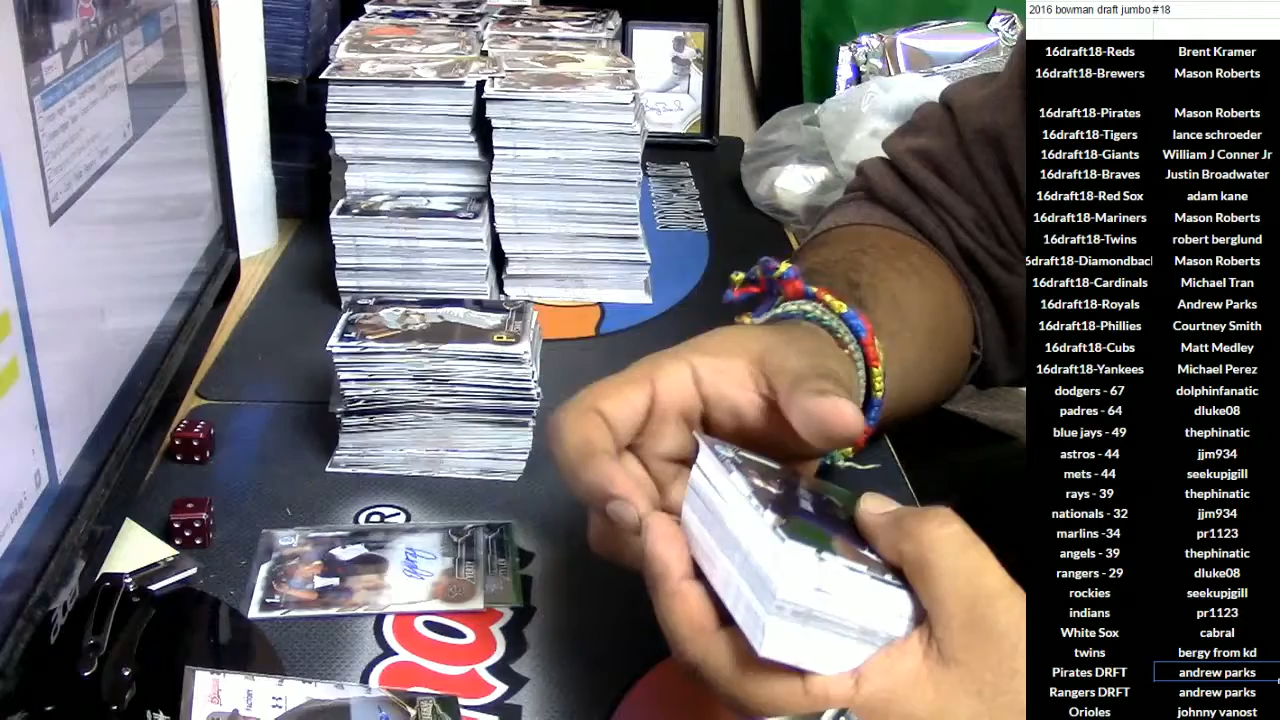 2016 bowman draft jumbo #18
16draft18-Reds Brent Kramer
16draft18-Brewers Mason Roberts
16draft18-Pirates Mason Roberts
16draft18-Tigers lance schroeder
16draft18-Giants William J Conner Jr
16draft18-Braves Justin Broadwater
16draft18-Red Sox ami kane
16draft18-Mariners Mason Roberts
16draft18-Twins robert berglund
6draft18-Diamondbac Mason Roberts
16draft18-Cardinals Michael Tran
16draft18-Royals Andrew Parks
16draft18-Phillies Courtney Smith
16draft18-Cubs Matt Medley
16draft18-Yankees Michael Perez
dodgers - 67 dolphinfanatic
padres - 64 dluke08
blue jays - 49 thephinatic
astros - 44 jjm934
mets - 44 seekupjgill
rays - 39 thephinatic
nationals - 32 jjm934
marlins -34 pr1123
angels - 39 thephinatic
rangers - 29 dluke08
rockies seekupjgill
indians pr1123
White Sox cabral
twins bergy from kd
Pirates DRFT andrew parks
Rangers DRFT andrew parks
Orioles johnny vanost